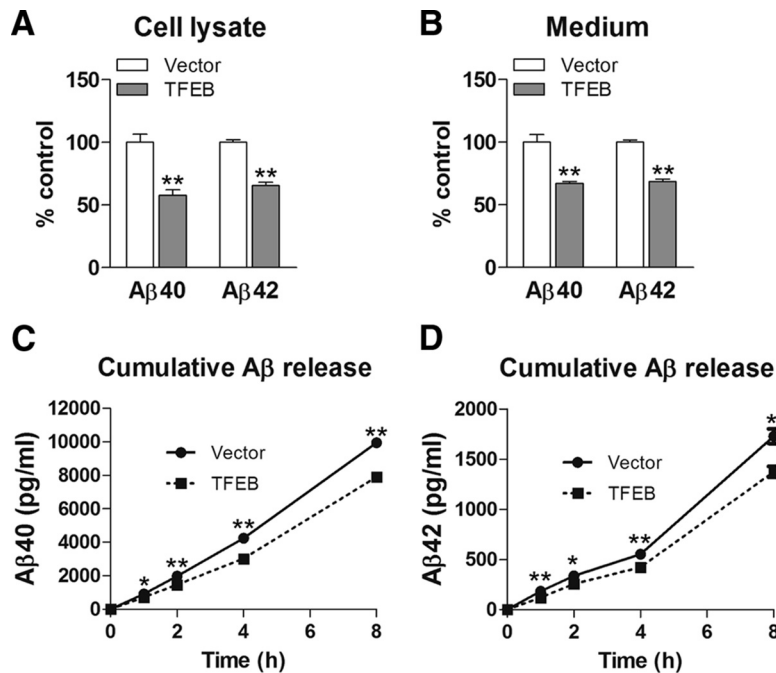 A
Cell lysate
Vector
TFEB
150
100
50
0
% control
**
**
Aβ40
Aβ42
B
Medium
Vector
TFEB
150
100
50
0
% control
**
**
Aβ40
Aβ42
C
Cumulative Aβ release
12000
10000
8000
6000
4000
2000
0
Aβ40 (pg/ml)
Vector
TFEB
*
**
**
**
0
2
4
6
8
Time (h)
D
Cumulative Aβ release
2000
1500
1000
500
0
Aβ42 (pg/ml)
Vector
TFEB
**
*
**
*
0
2
4
6
8
Time (h)